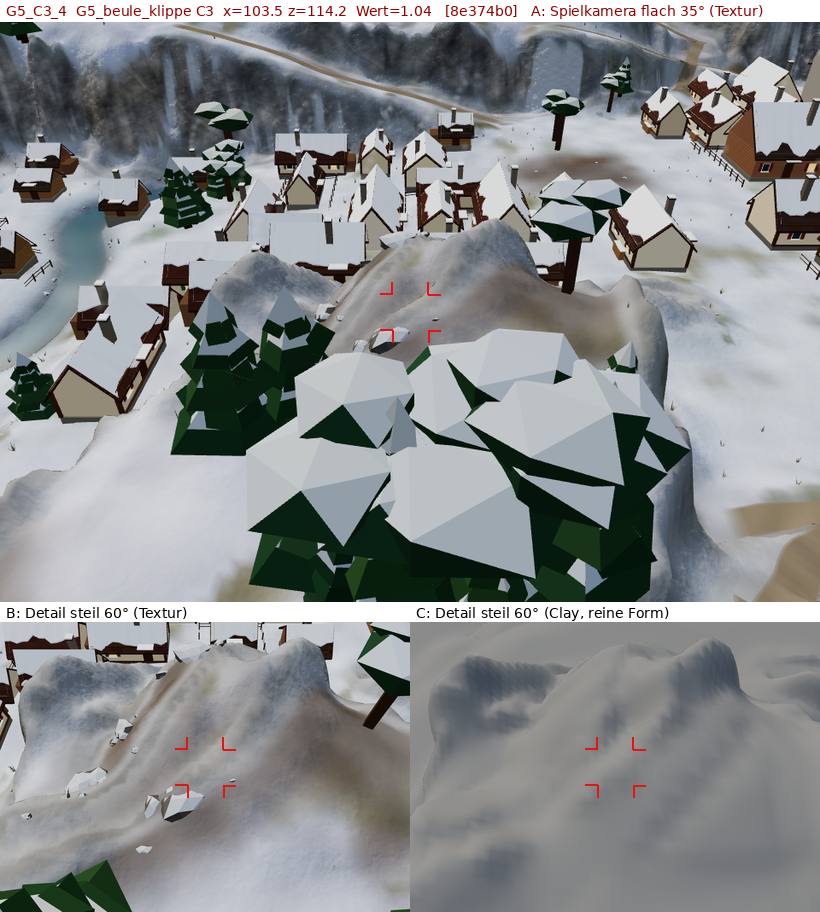 G5_C3_4 G5_beule_klippe C3 x=103.5 z=114.2 Wert=1.04 [8e374b0] A: Spielkamera flach 35° (Textur)
B: Detail steil 60° (Textur)
C: Detail steil 60° (Clay, reine Form)